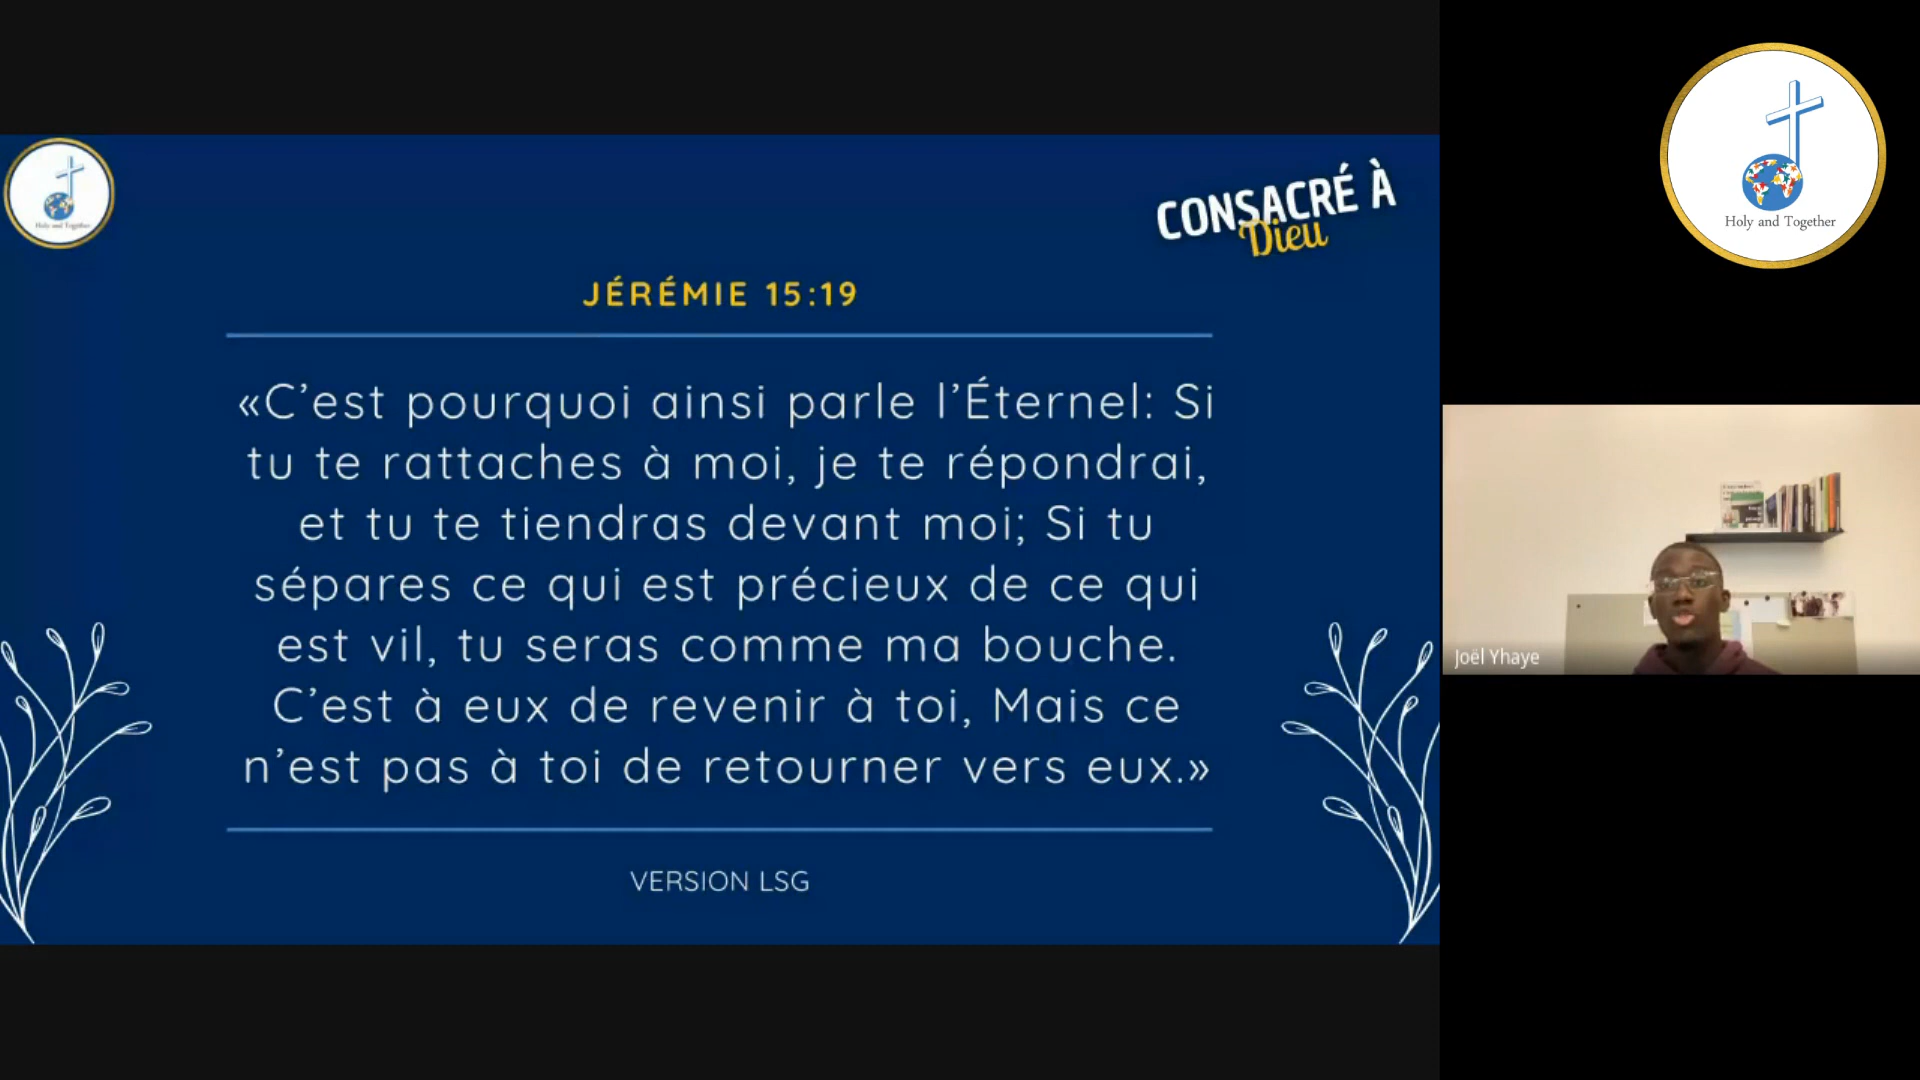 Holy and Together
CONSACRÉ À
Dieu
JÉRÉMIE 15:19
«C’est pourquoi ainsi parle l’Éternel: Si
tu te rattaches à moi, je te répondrai,
et tu te tiendras devant moi; Si tu
sépares ce qui est précieux de ce qui
est vil, tu seras comme ma bouche.
C’est à eux de revenir à toi, Mais ce
n’est pas à toi de retourner vers eux.»
VERSION LSG
Holy and Together
Joël Yhaye